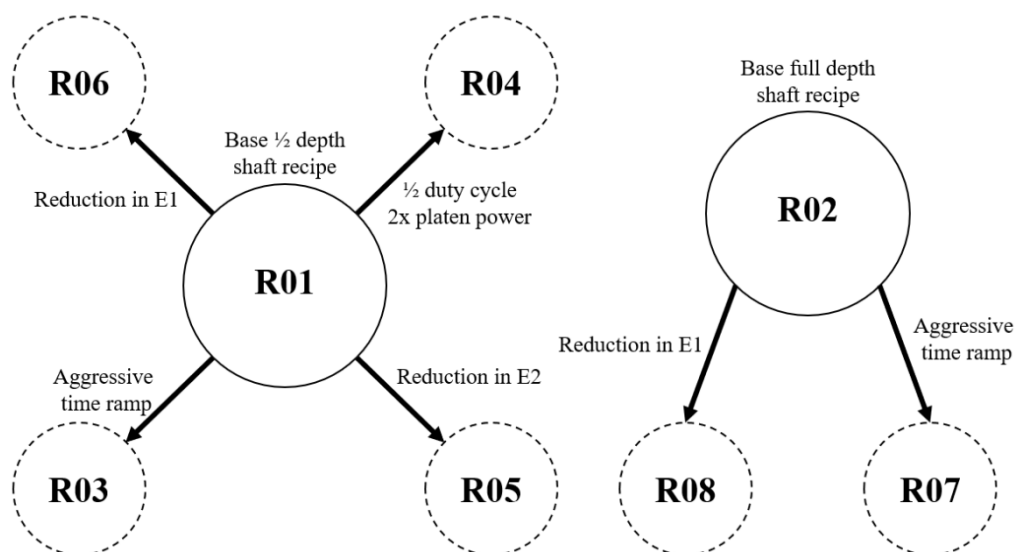 R06
R04
Base ½ depth
shaft recipe
Reduction in E1
½ duty cycle
2x platen power
R01
Aggressive
time ramp
Reduction in E2
R03
R05
Base full depth
shaft recipe
R02
Reduction in E1
Aggressive
time ramp
R08
R07